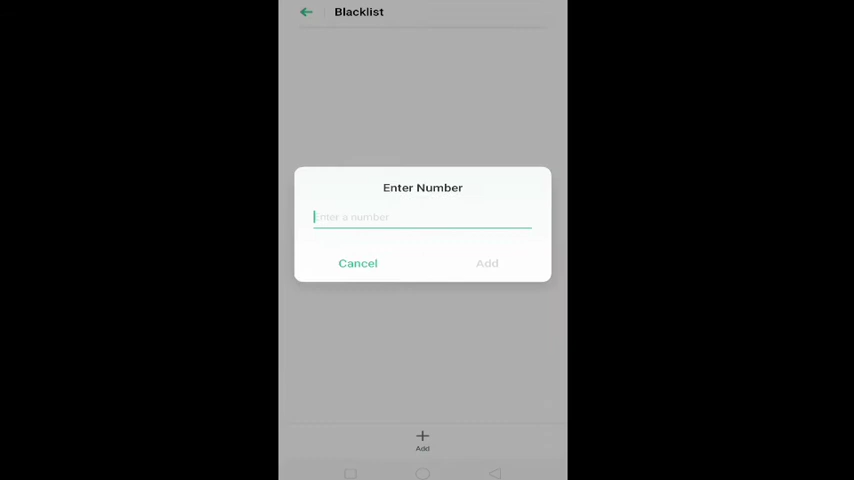 Blacklist
Enter Number
Enter a number
Cancel
Add
Add